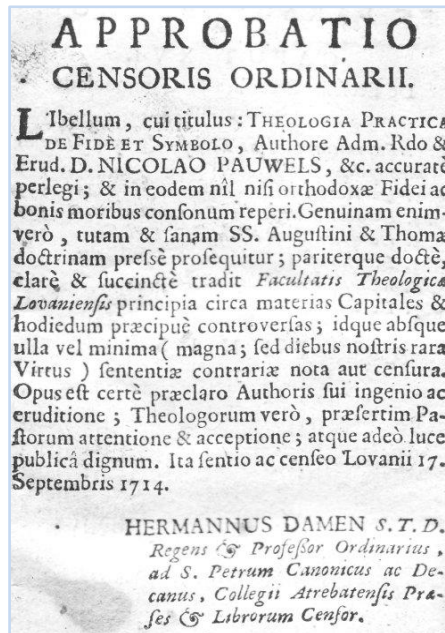 APPROBATIO
CENSORIS ORDINARII.
LIbellum, cui titulus: THEOLOGIA PRACTICA
DE FIDE ET SYMBOLO, Authore Adm. Rdo &
Erud. D. NICOLAO PAUWELS, &c. accuratè
perlegi; & in eodem nîl niſi orthodoxæ Fidei ac
bonis moribus conſonum reperi. Genuinam enim-
verò, tutam & ſanam SS. Auguſtini & Thomæ
doctrinam preſsè proſequitur; pariterque doctè,
clarè & ſuccinctè tradit Facultatis Theologicæ
Lovanienſis principia circa materias Capitales &
hodiedum præcipuè controverſas; idque abſque
ulla vel minima (magna; ſed diebus noſtris rara
Virtus) ſententiæ contrariæ nota aut cenſura.
Opus eſt certè præclaro Authoris ſui ingenio ac
eruditione; Theologorum verò, præſertim Pa-
ſtorum attentione & acceptione; atque adeò luce
publicâ dignum. Ita ſentio ac cenſeo Lovanii 17.
Septembris 1714.
HERMANNUS DAMEN S. T. D.
Regens & Profeſſor Ordinarius,
ad S. Petrum Canonicus ac De-
canus, Collegii Atrebatenſis Præ-
ſes & Librorum Cenſor.